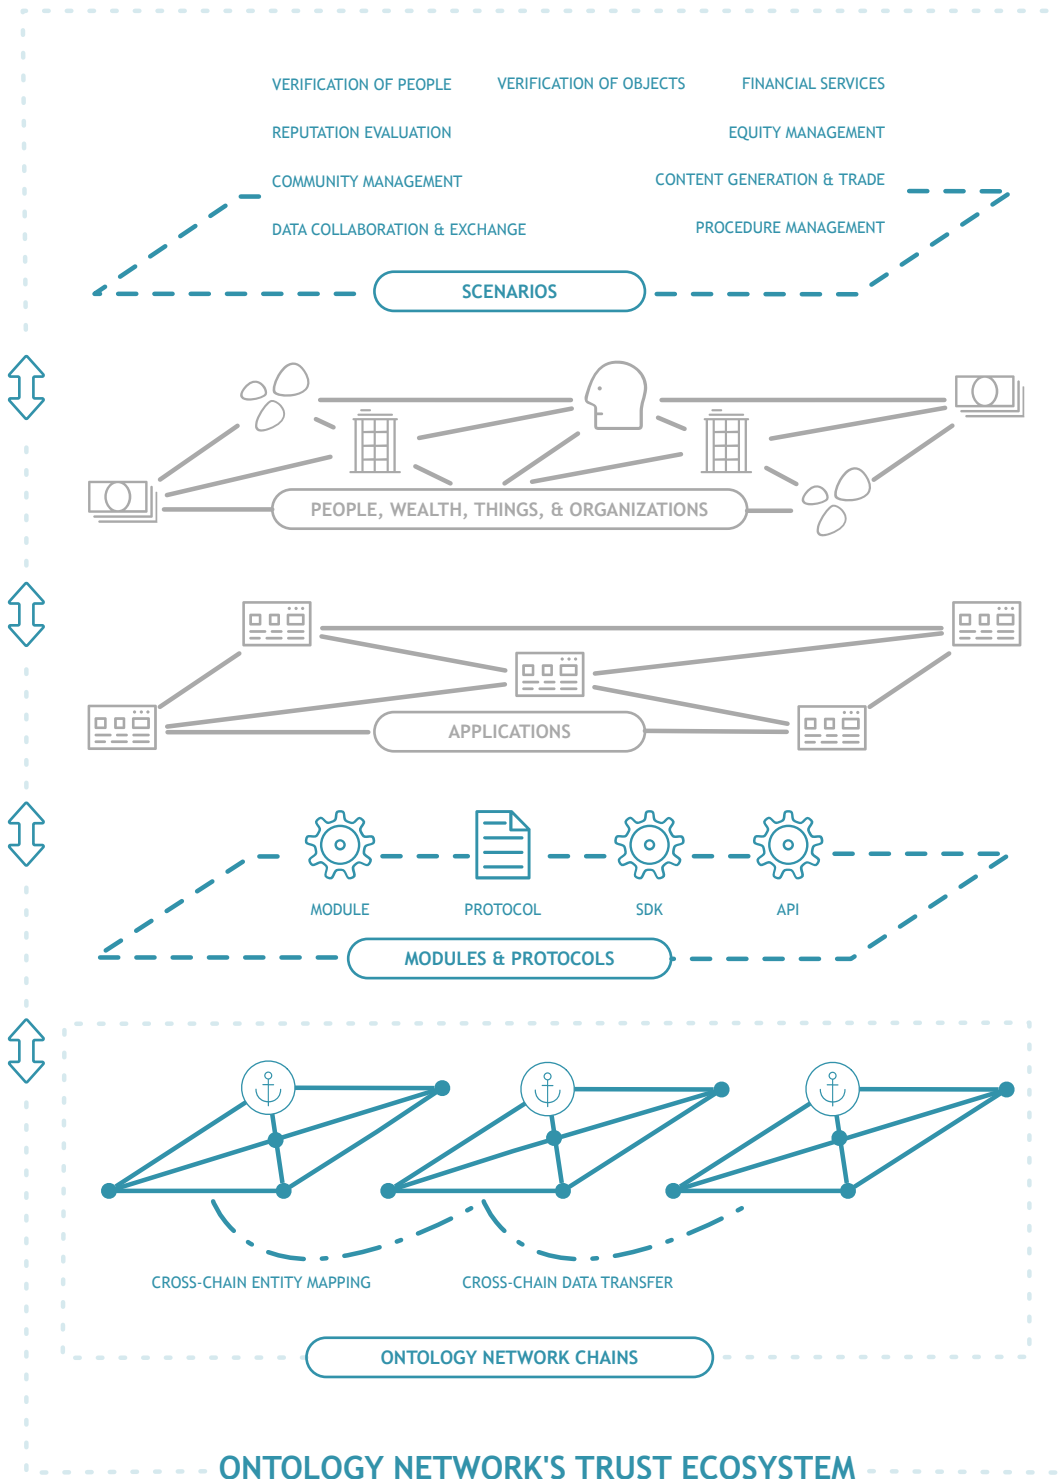 VERIFICATION OF PEOPLE
VERIFICATION OF OBJECTS
FINANCIAL SERVICES
REPUTATION EVALUATION
EQUITY MANAGEMENT
COMMUNITY MANAGEMENT
CONTENT GENERATION & TRADE
DATA COLLABORATION & EXCHANGE
PROCEDURE MANAGEMENT
SCENARIOS
PEOPLE, WEALTH, THINGS, & ORGANIZATIONS
APPLICATIONS
MODULE
PROTOCOL
SDK
API
MODULES & PROTOCOLS
CROSS-CHAIN ENTITY MAPPING
CROSS-CHAIN DATA TRANSFER
ONTOLOGY NETWORK CHAINS
ONTOLOGY NETWORK'S TRUST ECOSYSTEM